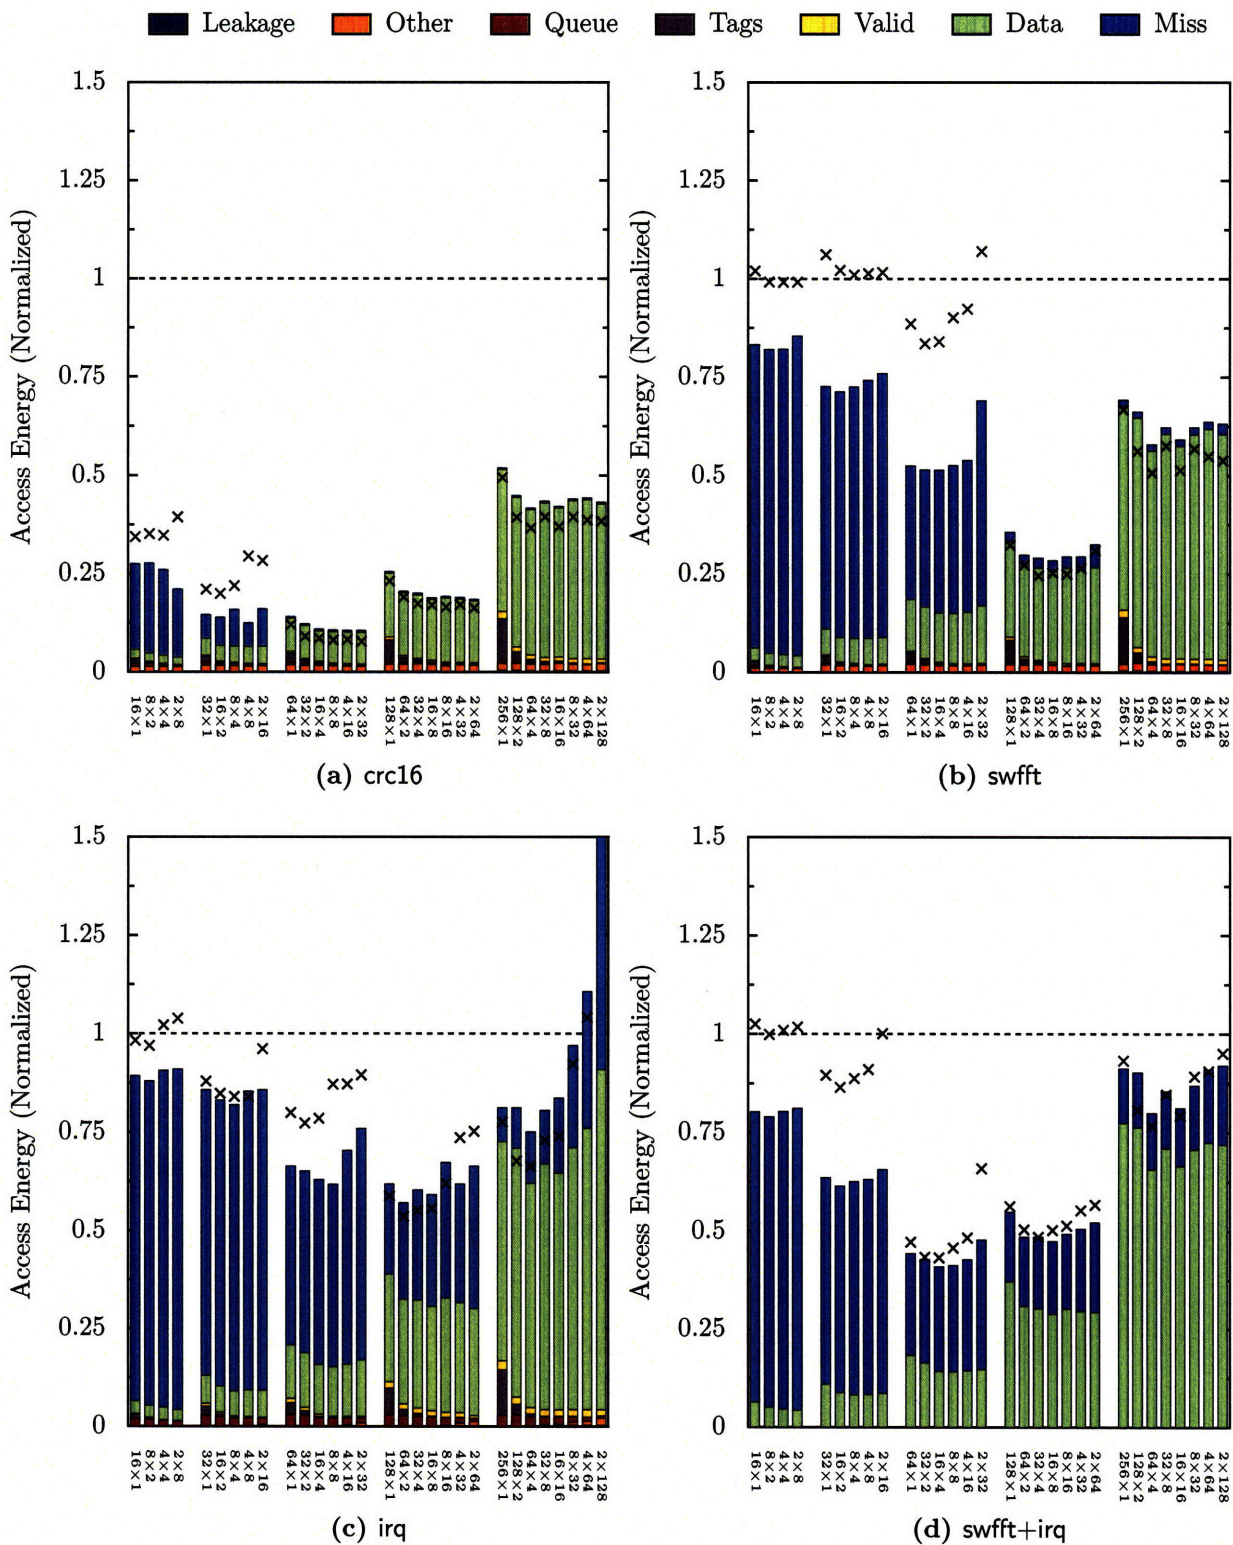 Leakage Other Queue Tags Valid Data Miss
Access Energy (Normalized)
1.5
1.25
1
0.75
0.5
0.25
0
16×1 8×2 4×4 2×8 32×1 16×2 8×4 4×8 2×16 64×1 32×2 16×4 8×8 4×16 2×32 128×1 64×2 32×4 16×8 8×16 4×32 2×64 256×1 128×2 64×4 32×8 16×16 8×32 4×64 2×128
(a) crc16
Access Energy (Normalized)
1.5
1.25
1
0.75
0.5
0.25
0
16×1 8×2 4×4 2×8 32×1 16×2 8×4 4×8 2×16 64×1 32×2 16×4 8×8 4×16 2×32 128×1 64×2 32×4 16×8 8×16 4×32 2×64 256×1 128×2 64×4 32×8 16×16 8×32 4×64 2×128
(b) swfft
Access Energy (Normalized)
1.5
1.25
1
0.75
0.5
0.25
0
16×1 8×2 4×4 2×8 32×1 16×2 8×4 4×8 2×16 64×1 32×2 16×4 8×8 4×16 2×32 128×1 64×2 32×4 16×8 8×16 4×32 2×64 256×1 128×2 64×4 32×8 16×16 8×32 4×64 2×128
(c) irq
Access Energy (Normalized)
1.5
1.25
1
0.75
0.5
0.25
0
16×1 8×2 4×4 2×8 32×1 16×2 8×4 4×8 2×16 64×1 32×2 16×4 8×8 4×16 2×32 128×1 64×2 32×4 16×8 8×16 4×32 2×64 256×1 128×2 64×4 32×8 16×16 8×32 4×64 2×128
(d) swfft+irq